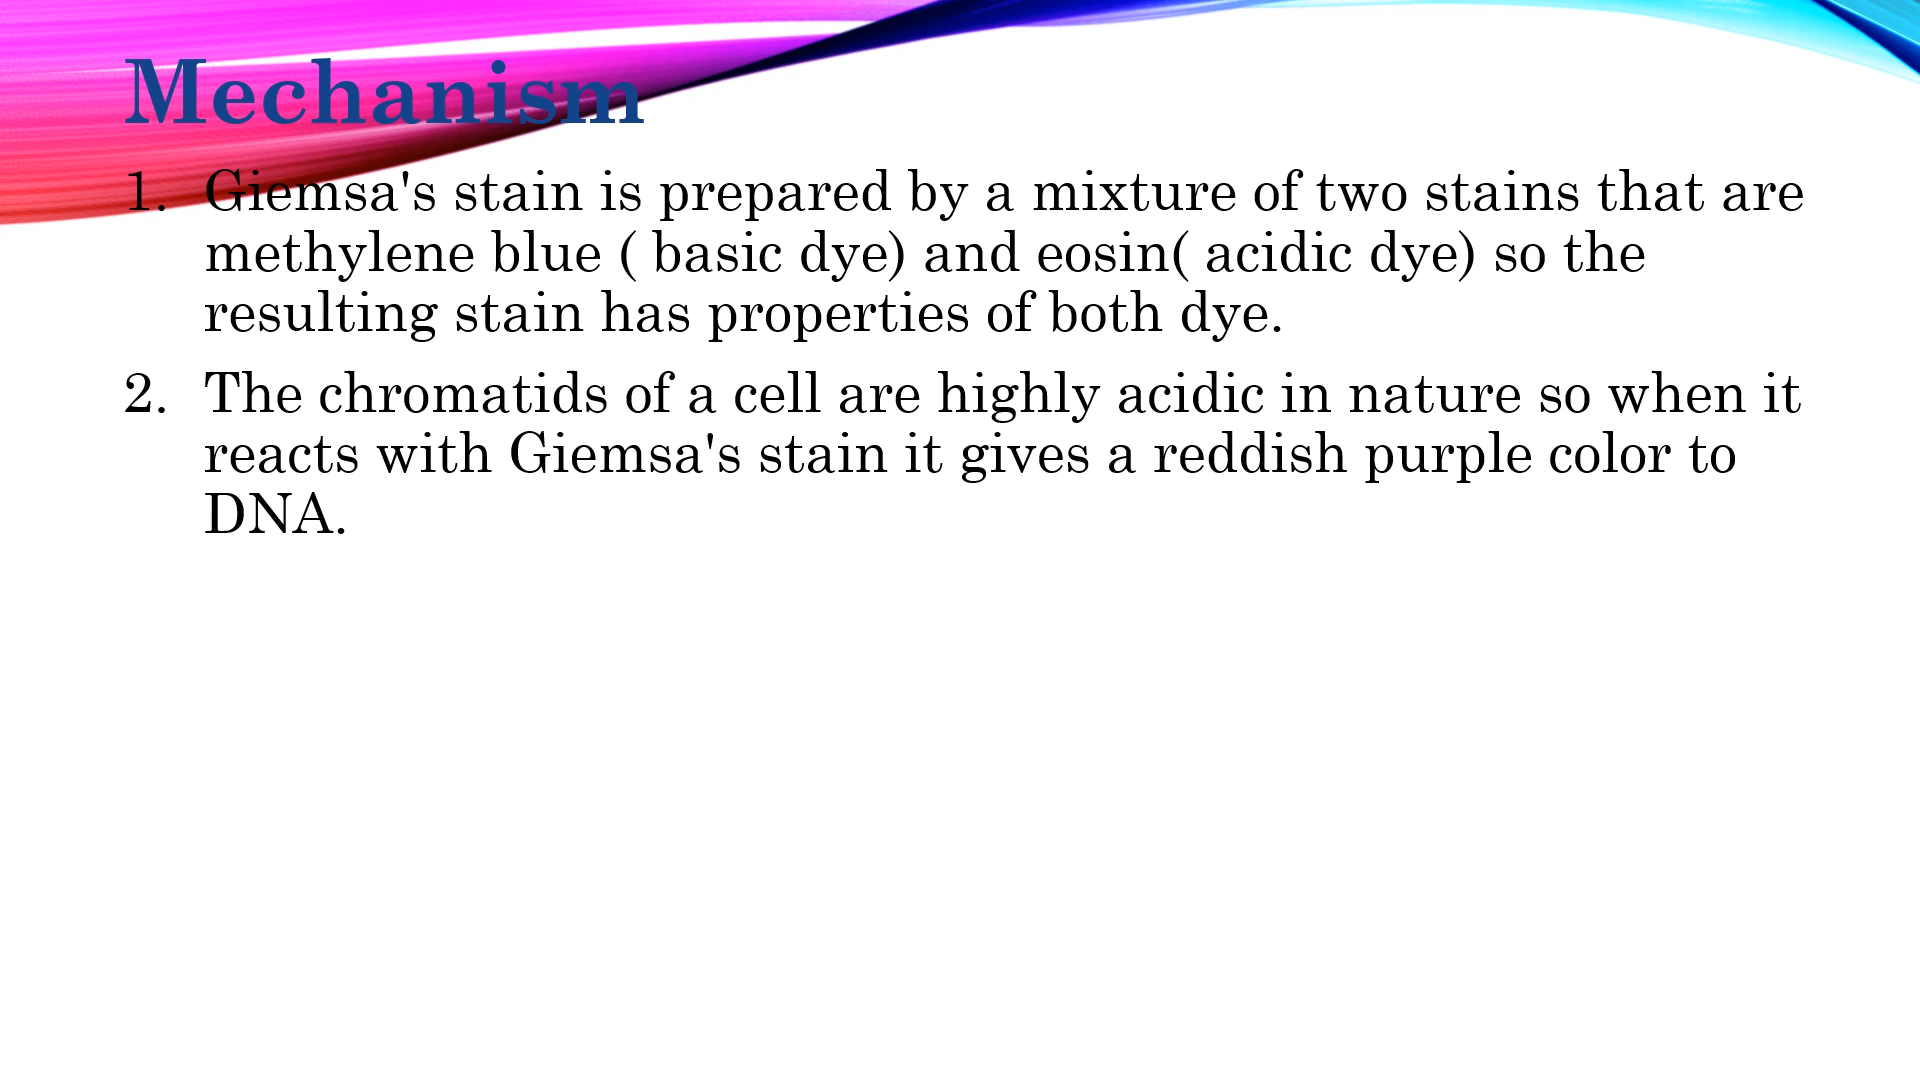 Mechanism
1. Giemsa's stain is prepared by a mixture of two stains that are
methylene blue ( basic dye) and eosin( acidic dye) so the
resulting stain has properties of both dye.
2. The chromatids of a cell are highly acidic in nature so when it
reacts with Giemsa's stain it gives a reddish purple color to
DNA.